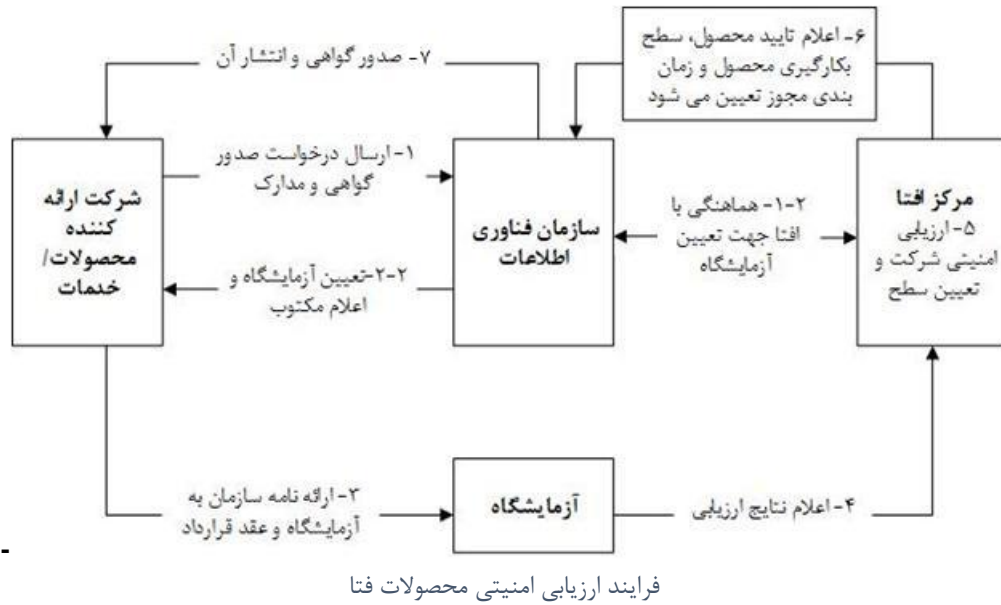 ۶- اعلام تایید محصول، سطح
بکارگیری محصول و زمان
بندی مجوز تعیین می شود
۷- صدور گواهی و انتشار آن
شرکت ارائه
کننده
محصولات/
خدمات
۱-ارسال درخواست صدور
گواهی و مدارک
سازمان فناوری
اطلاعات
۲-۱- هماهنگی با
افتا جهت تعیین
آزمایشگاه
مرکز افتا
۵- ارزیابی
امنیتی شرکت و
تعیین سطح
۲-۲-تعیین آزمایشگاه و
اعلام مکتوب
۳-ارائه نامه سازمان به
آزمایشگاه و عقد قرارداد
آزمایشگاه
۴- اعلام نتایج ارزیابی
-
فرایند ارزیابی امنیتی محصولات فتا